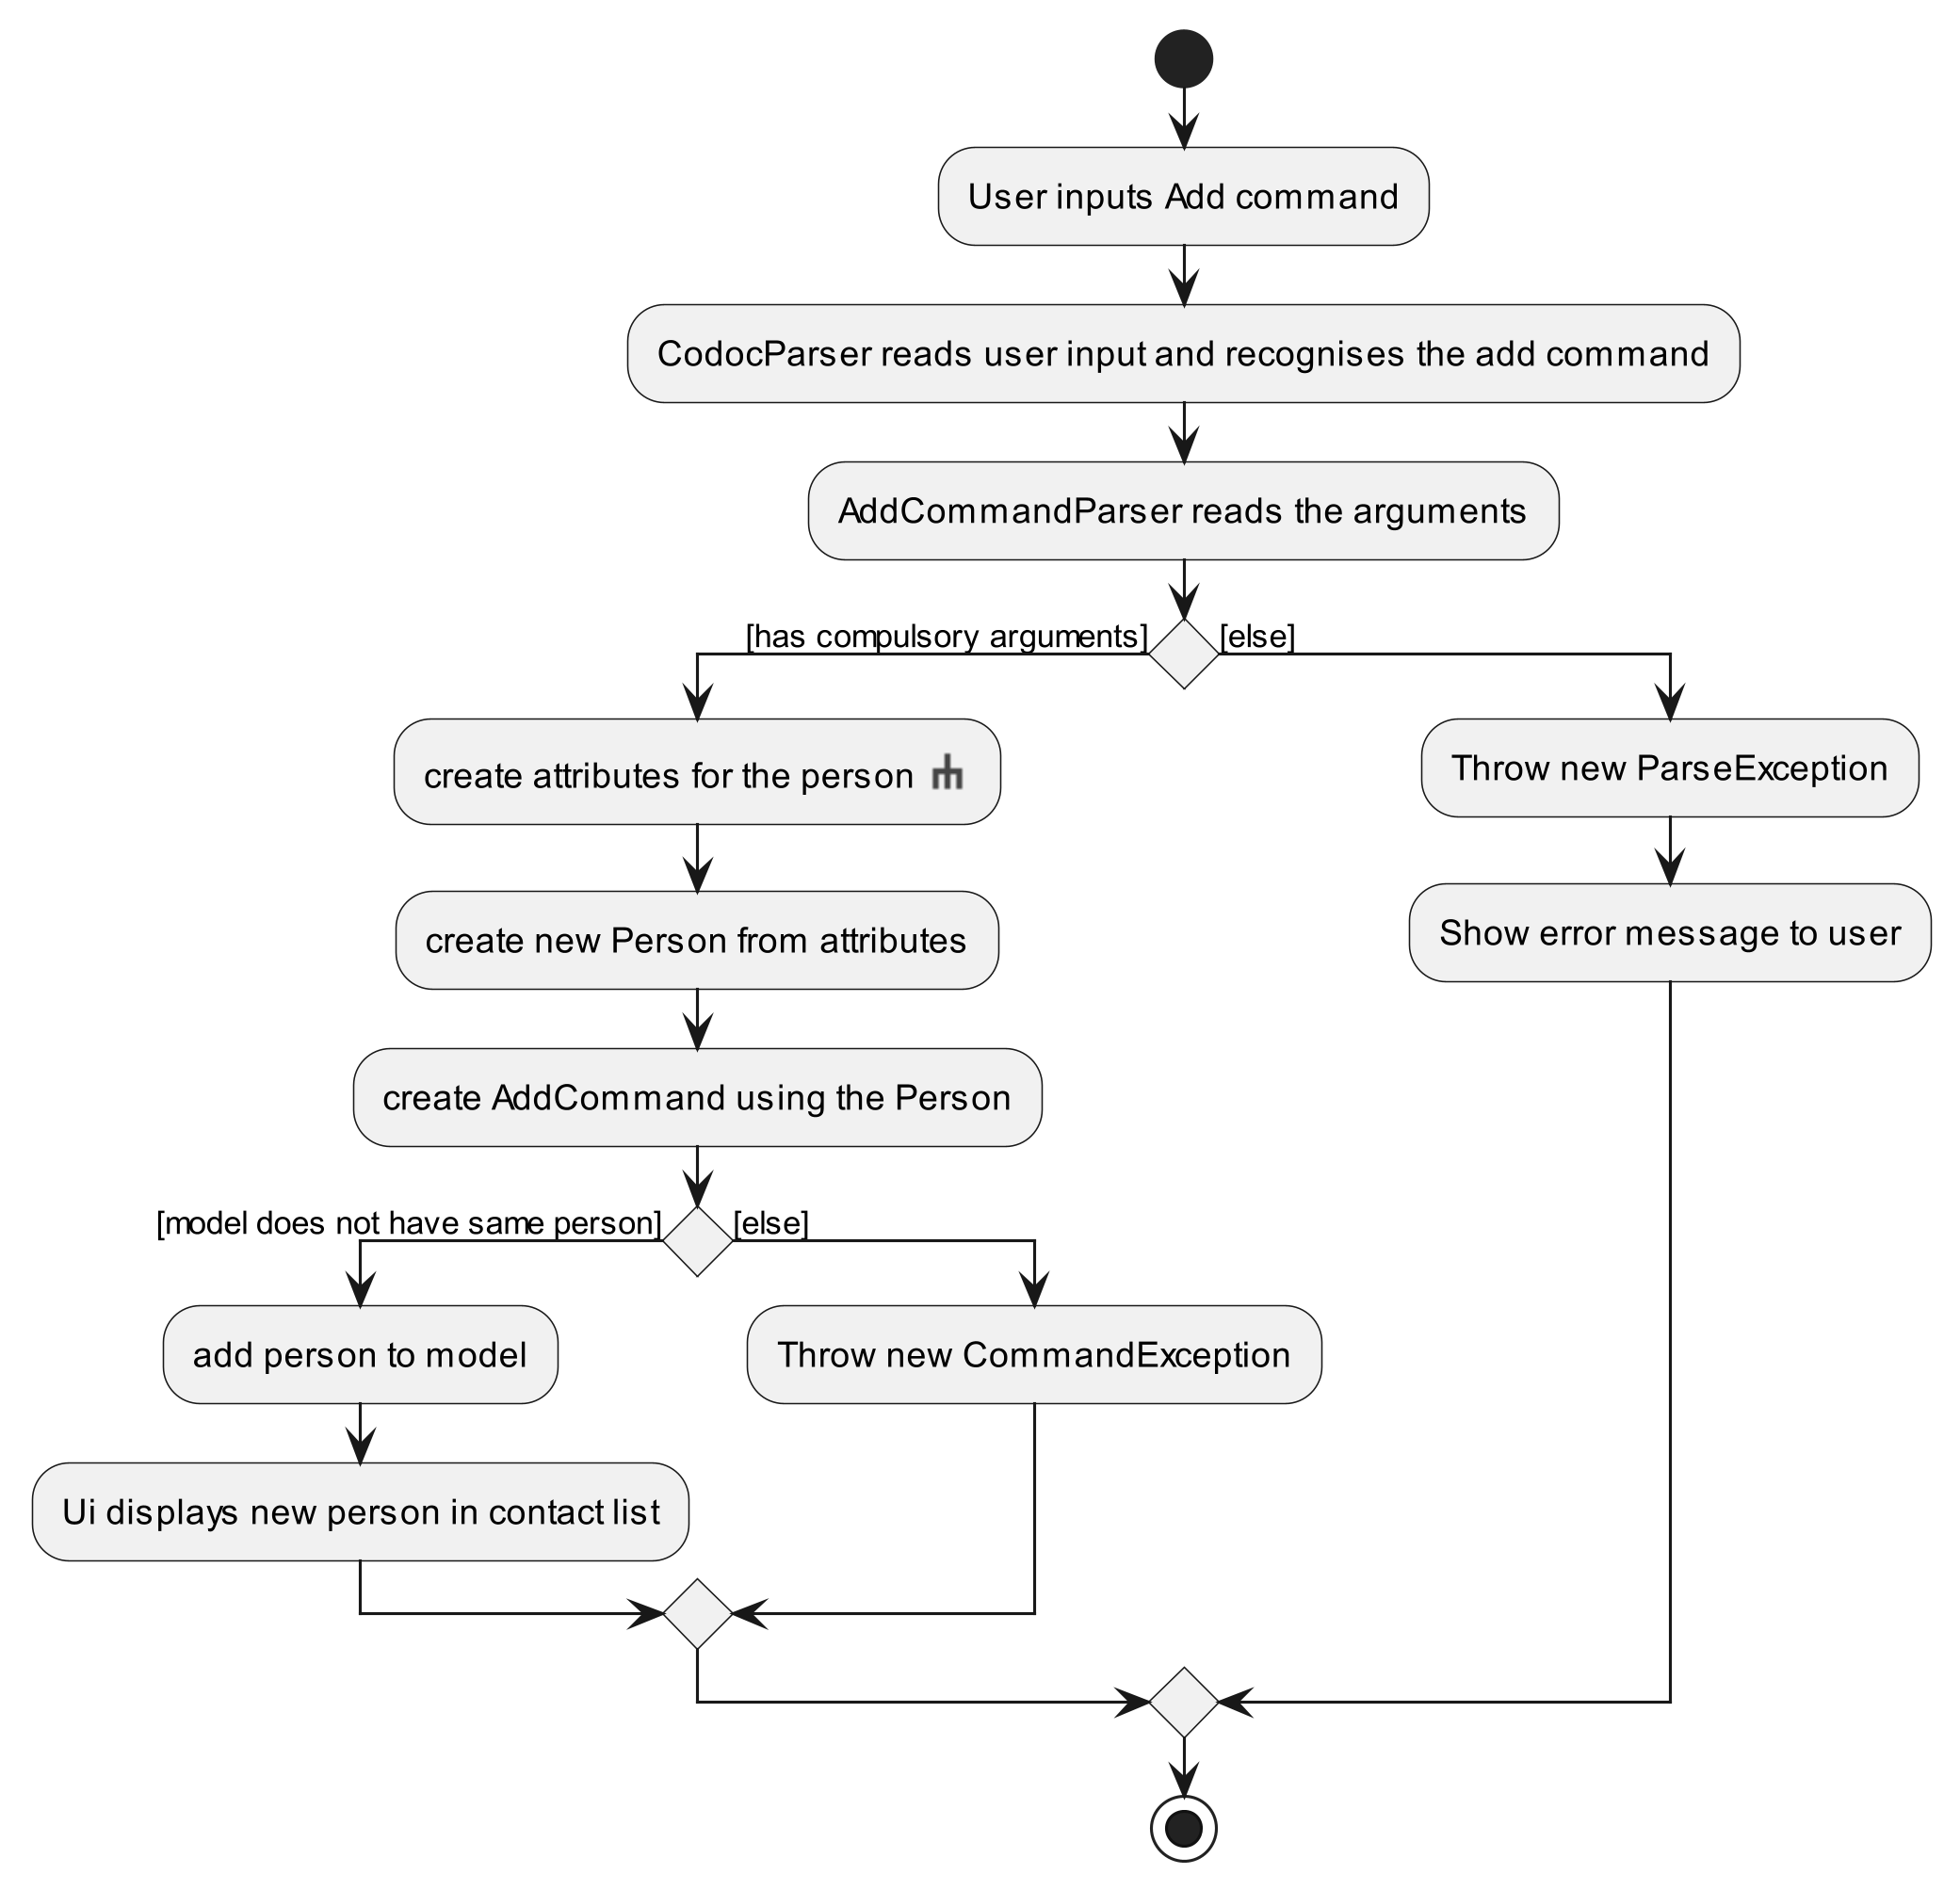 User inputs Add command
CodocParser reads user input and recognises the add command
AddCommandParser reads the arguments
[has compulsory arguments]
[else]
create attributes for the person
Throw new ParseException
create new Person from attributes
Show error message to user
create AddCommand using the Person
[model does not have same person]
[else]
add person to model
Throw new CommandException
Ui displays new person in contact list